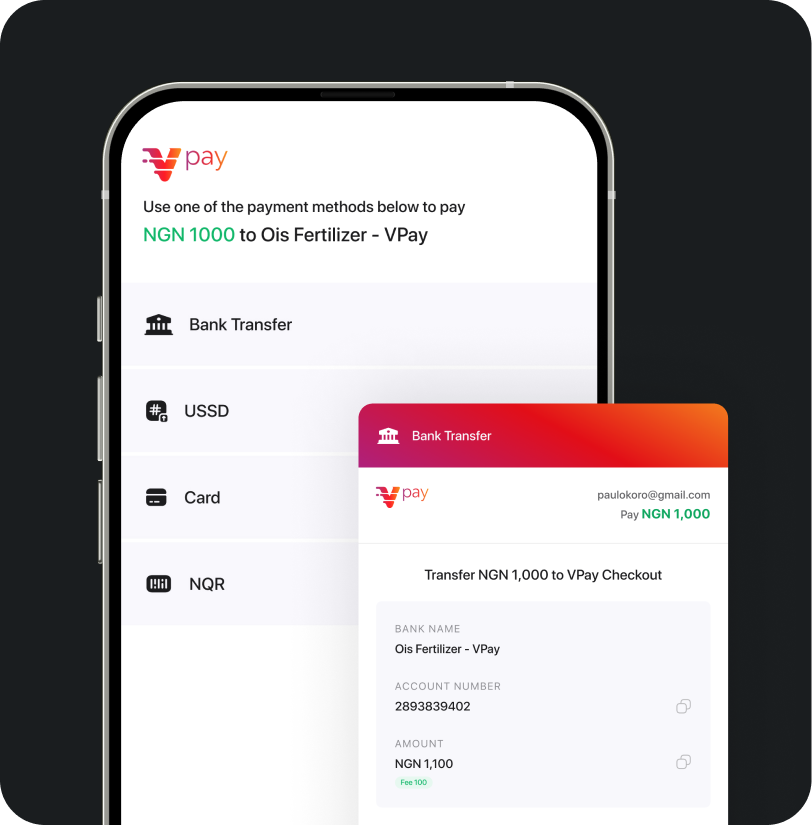 V pay
Use one of the payment methods below to pay
NGN 1000 to Ois Fertilizer - VPay
Bank Transfer
USSD
Card
NQR
Bank Transfer
V pay
paulokoro@gmail.com
Pay NGN 1,000
Transfer NGN 1,000 to VPay Checkout
BANK NAME
Ois Fertilizer - VPay
ACCOUNT NUMBER
2893839402
AMOUNT
NGN 1,100
Fee 100